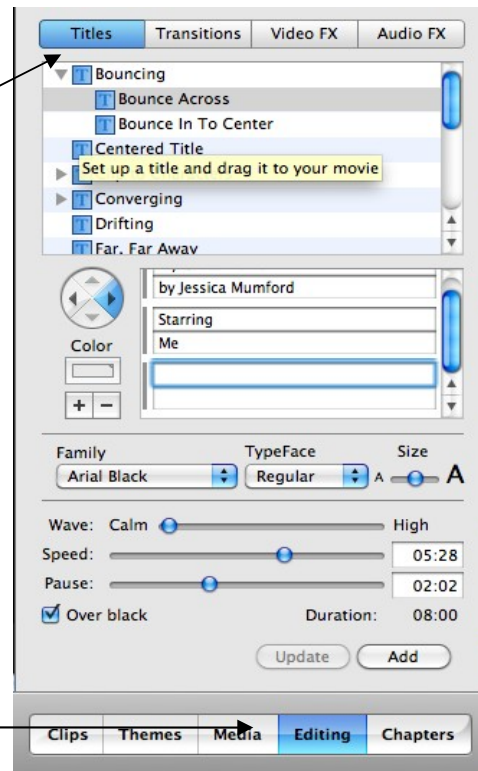 Titles Transitions Video FX Audio FX
Bouncing
Bounce Across
Bounce In To Center
Centered Title
Set up a title and drag it to your movie
Converging
Drifting
Far, Far Away
by Jessica Mumford
Starring
Color Me
+ −
Family TypeFace Size
Arial Black Regular A A
Wave: Calm High
Speed: 05:28
Pause: 02:02
Over black Duration: 08:00
Update Add
Clips Themes Media Editing Chapters